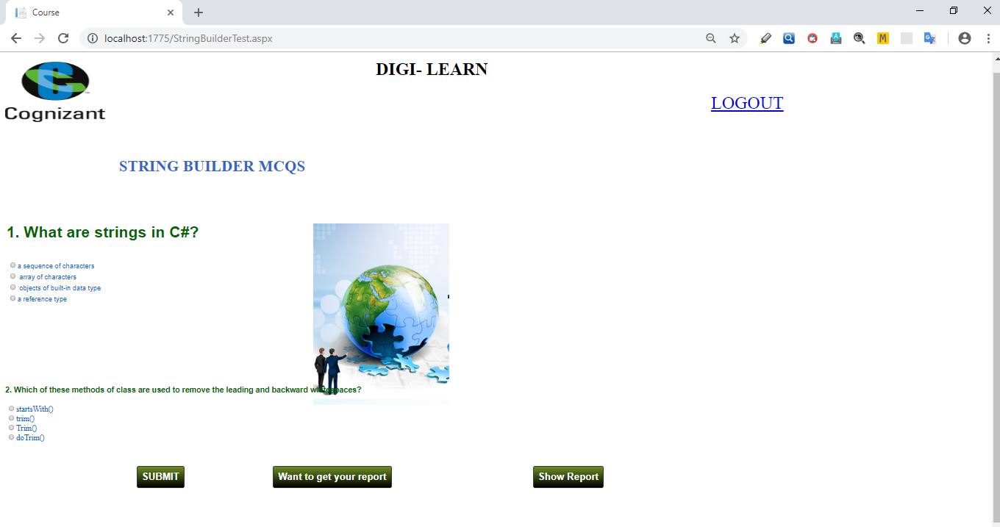 Course
localhost:1775/StringBuilderTest.aspx
M
DIGI- LEARN
Cognizant
LOGOUT
STRING BUILDER MCQS
1. What are strings in C#?
a sequence of characters
array of characters
objects of built-in data type
a reference type
2. Which of these methods of class are used to remove the leading and backward whitespaces?
startsWith()
trim()
Trim()
doTrim()
SUBMIT
Want to get your report
Show Report